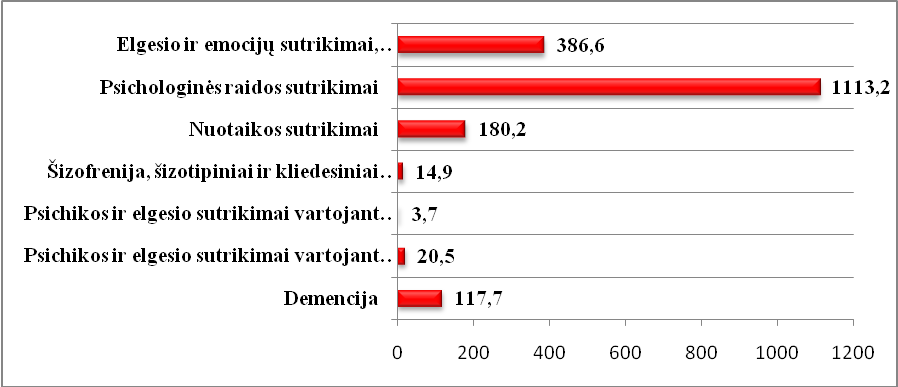 Elgesio ir emocijų sutrikimai,..
386,6
Psichologinės raidos sutrikimai
1113,2
Nuotaikos sutrikimai
180,2
Šizofrenija, šizotipiniai ir kliedesiniai..
14,9
Psichikos ir elgesio sutrikimai vartojant..
3,7
Psichikos ir elgesio sutrikimai vartojant..
20,5
Demencija
117,7
0 200 400 600 800 1000 1200